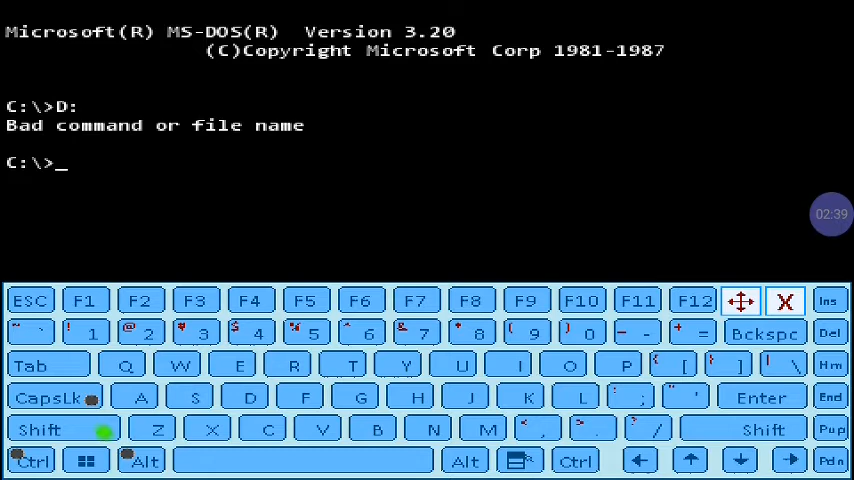 Microsoft(R) MS-DOS(R)  Version 3.20
(C)Copyright Microsoft Corp 1981-1987
C:\>D:
Bad command or file name
C:\>_
02:39
ESC F1 F2 F3 F4 F5 F6 F7 F8 F9 F10 F11 F12 X Ins
~ ` ! 1 @ 2 # 3 $ 4 % 5 ^ 6 & 7 * 8 ( 9 ) 0 _ - + = Bckspc Del
Tab Q W E R T Y U I O P { [ } ] | \ Hm
CapsLk A S D F G H J K L : ; " ' Enter End
Shift Z X C V B N M < , > . ? / Shift Pup
Ctrl Alt Alt Ctrl Pdn